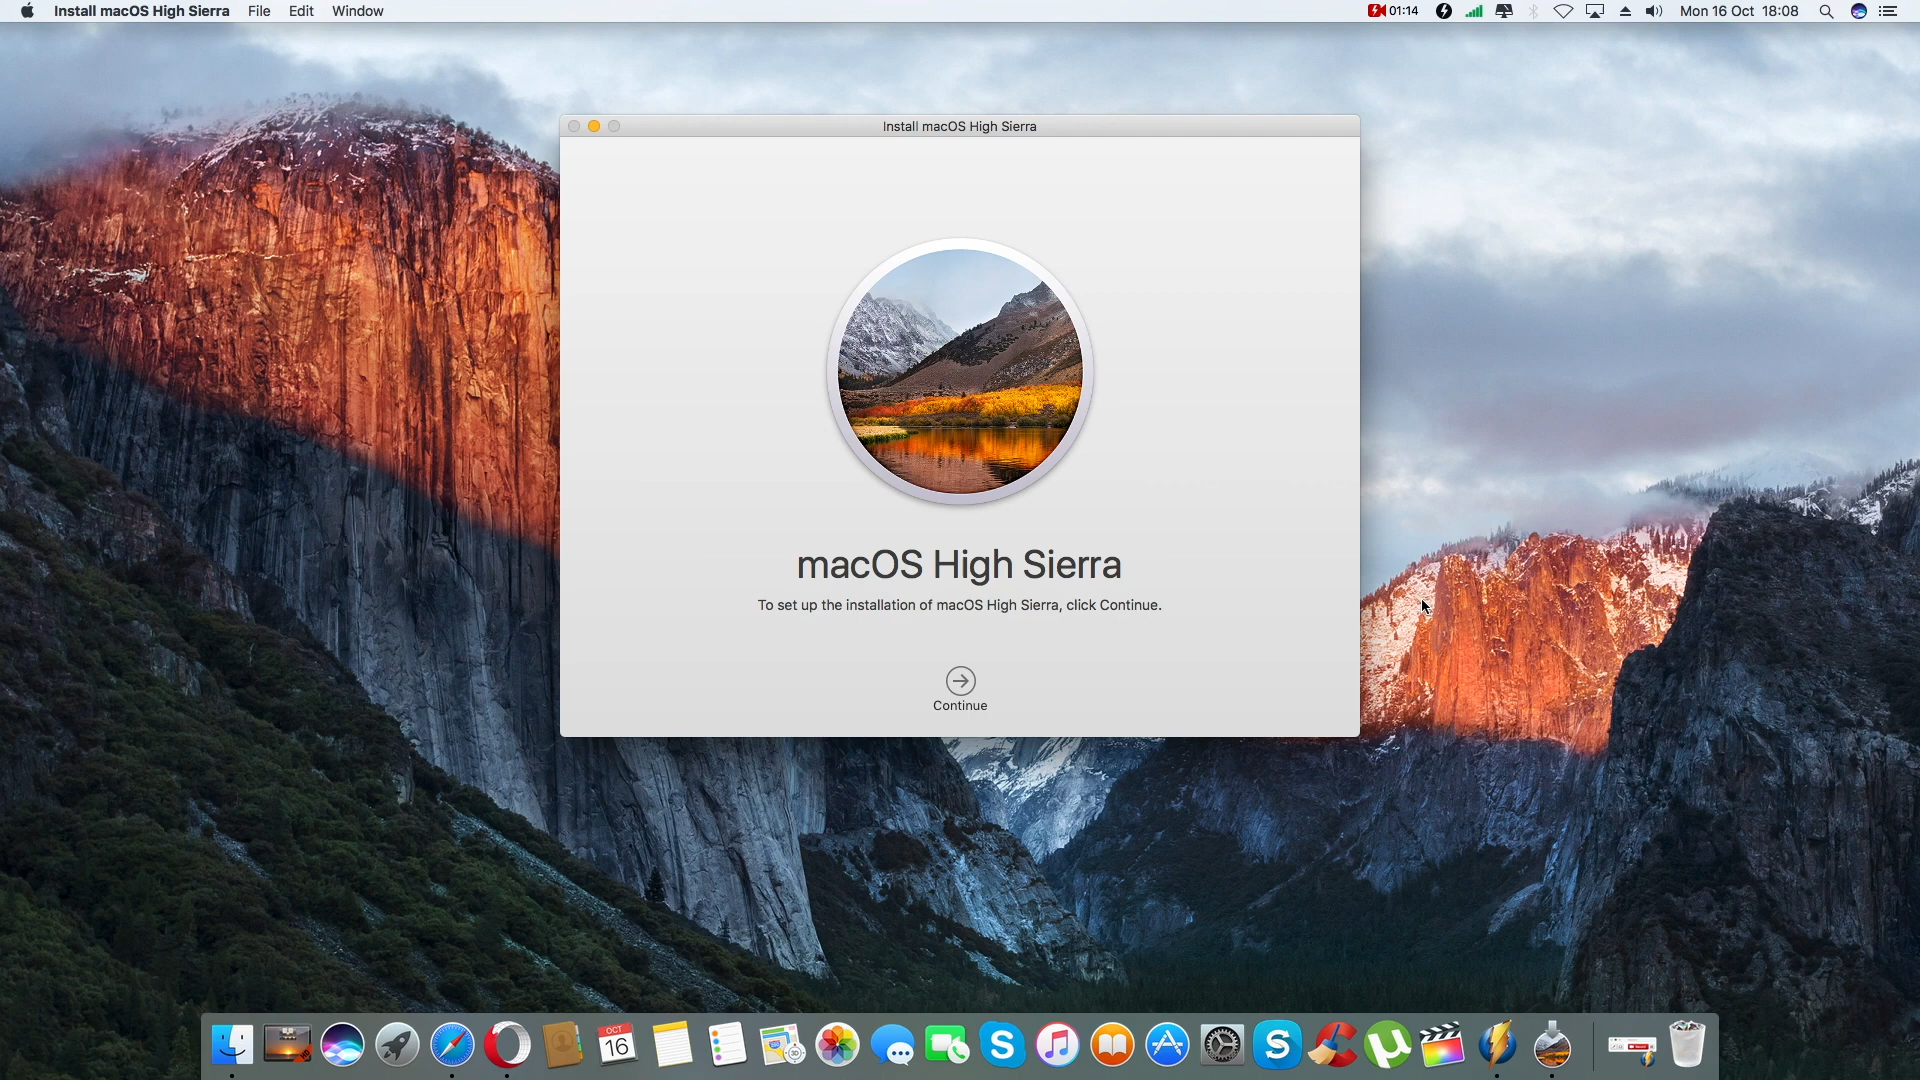 Install macOS High Sierra File Edit Window 01:14 Mon 16 Oct 18:08
Install macOS High Sierra
macOS High Sierra
To set up the installation of macOS High Sierra, click Continue.
Continue
OCT
16
3D
S
S